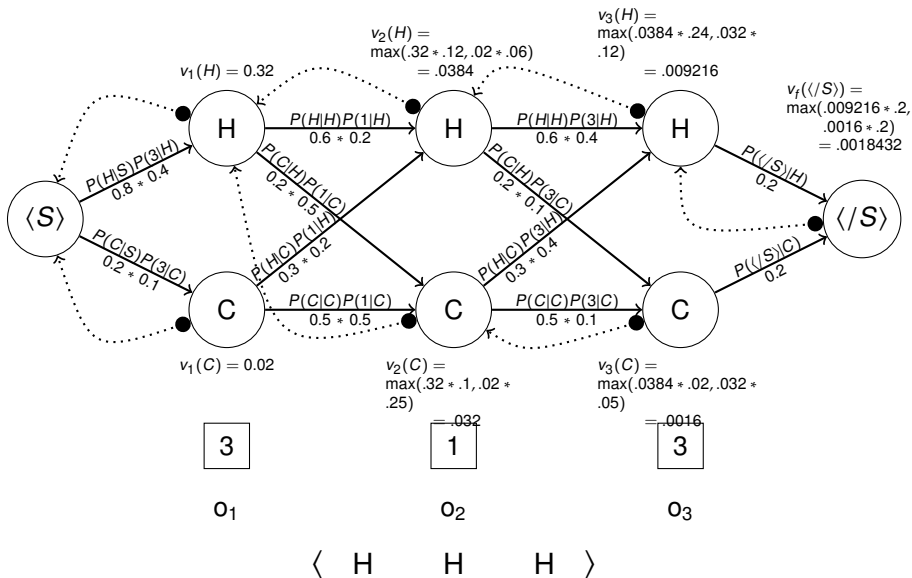 v₃(H) =
v₂(H) =
max(.0384 * .24, .032 *
max(.32 * .12, .02 * .06)
.12)
v₁(H) = 0.32
= .0384
= .009216
v_f(⟨/S⟩) =
max(.009216 * .2,
.0016 * .2)
= .0018432
H
P(H|H)P(1|H)
0.6 * 0.2
H
P(H|H)P(3|H)
0.6 * 0.4
H
P(H|S)P(3|H)
0.8 * 0.4
P(C|H)P(1|C)
0.2 * 0.5
P(C|H)P(3|C)
0.2 * 0.1
P(⟨/S⟩|H)
0.2
⟨S⟩
⟨/S⟩
P(C|S)P(3|C)
0.2 * 0.1
P(H|C)P(1|H)
0.3 * 0.2
P(H|C)P(3|H)
0.3 * 0.4
P(⟨/S⟩|C)
0.2
C
P(C|C)P(1|C)
0.5 * 0.5
C
P(C|C)P(3|C)
0.5 * 0.1
C
v₁(C) = 0.02
v₂(C) =
max(.32 * .1, .02 *
.25)
= .032
v₃(C) =
max(.0384 * .02, .032 *
.05)
= .0016
3 1 3
o₁ o₂ o₃
⟨ H H H ⟩